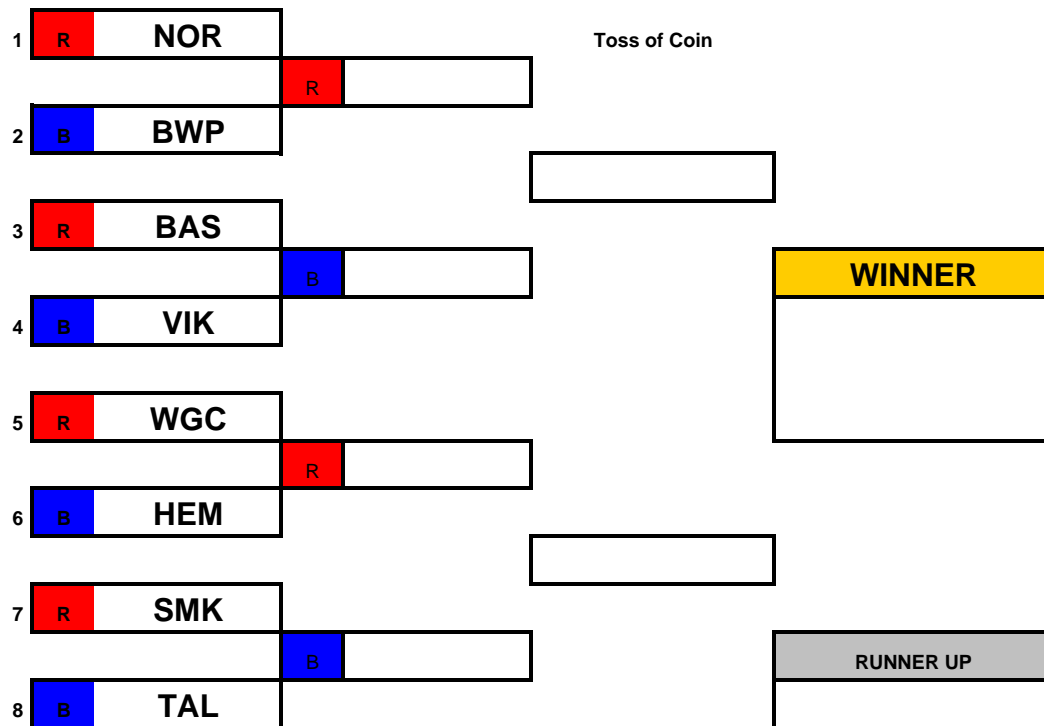 1 R NOR Toss of Coin
R
2 B BWP
3 R BAS
B WINNER
4 B VIK
5 R WGC
R
6 B HEM
7 R SMK
B RUNNER UP
8 B TAL